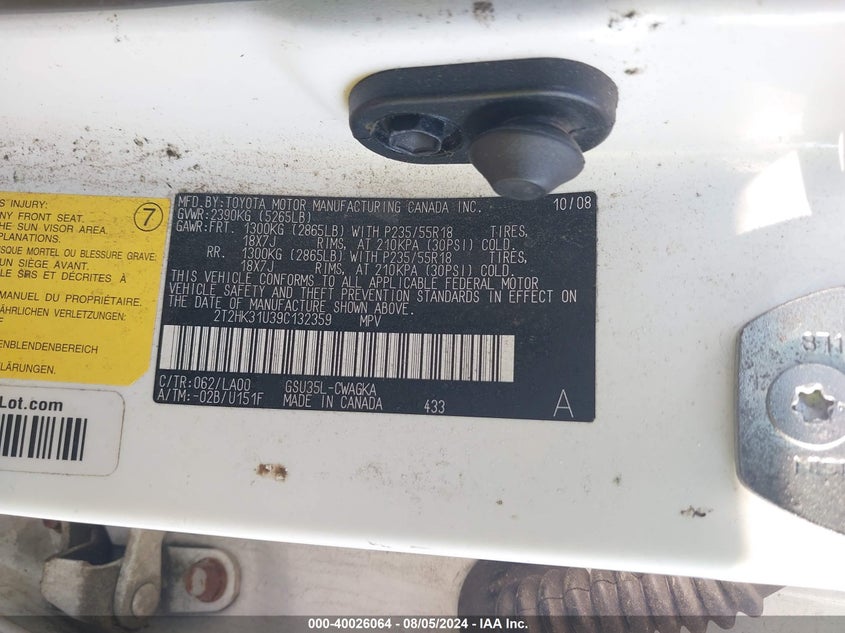 S INJURY:
NY FRONT SEAT.
HE SUN VISOR AREA.
SQUE MORTEL OU BLESSURE GRAVE:
UN SIÈGE AVANT.
LE SRS ET DÉCRITES À
MANUEL DU PROPRIÉTAIRE.
ÄHRLICHEN VERLETZUNGEN:
F
ENBLENDENBEREICH
KLÄRUNGEN.
7
MFD.BY:TOYOTA MOTOR MANUFACTURING CANADA INC. 10/08
GVWR:2390KG (5265LB)
GAWR:FRT. 1300KG (2865LB) WITH P235/55R18 TIRES,
18X7J RIMS, AT 210KPA (30PSI) COLD.
RR. 1300KG (2865LB) WITH P235/55R18 TIRES,
18X7J RIMS, AT 210KPA (30PSI) COLD.
THIS VEHICLE CONFORMS TO ALL APPLICABLE FEDERAL MOTOR
VEHICLE SAFETY AND THEFT PREVENTION STANDARDS IN EFFECT ON
THE DATE OF MANUFACTURE SHOWN ABOVE.
2T2HK31U39C132359 MPV
C/TR:062/LA00 GSU35L-CWAGKA
A/TM:-02B/U151F MADE IN CANADA 433 A
Lot.com
000-40026064 - 08/05/2024 - IAA Inc.